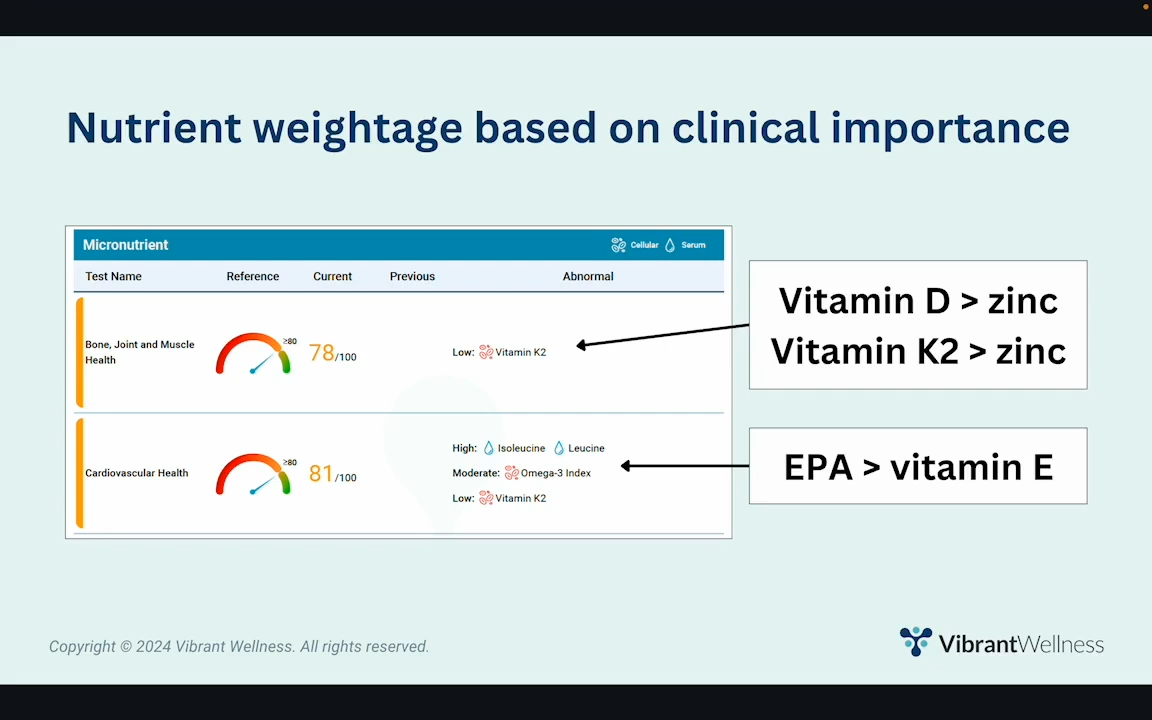 Nutrient weightage based on clinical importance
Micronutrient
Cellular Serum
Test Name Reference Current Previous Abnormal
Bone, Joint and Muscle
Health
≥80
78/100
Low: Vitamin K2
Cardiovascular Health
≥80
81/100
High: Isoleucine Leucine
Moderate: Omega-3 Index
Low: Vitamin K2
Vitamin D > zinc
Vitamin K2 > zinc
EPA > vitamin E
Copyright © 2024 Vibrant Wellness. All rights reserved.
VibrantWellness